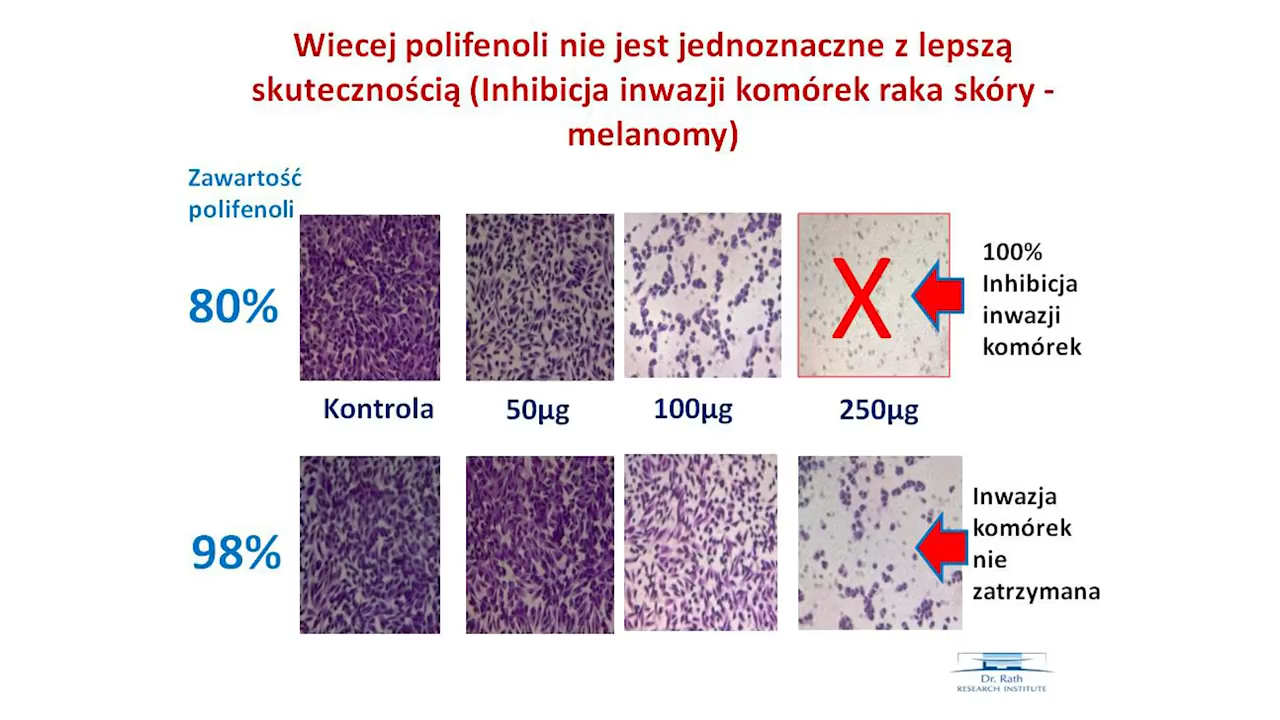 Wiecej polifenoli nie jest jednoznaczne z lepszą
skutecznością (Inhibicja inwazji komórek raka skóry -
melanomy)
Zawartość
polifenoli
80%
X
100%
Inhibicja
inwazji
komórek
Kontrola
50µg
100µg
250µg
98%
Inwazja
komórek
nie
zatrzymana
Dr. Rath
RESEARCH INSTITUTE